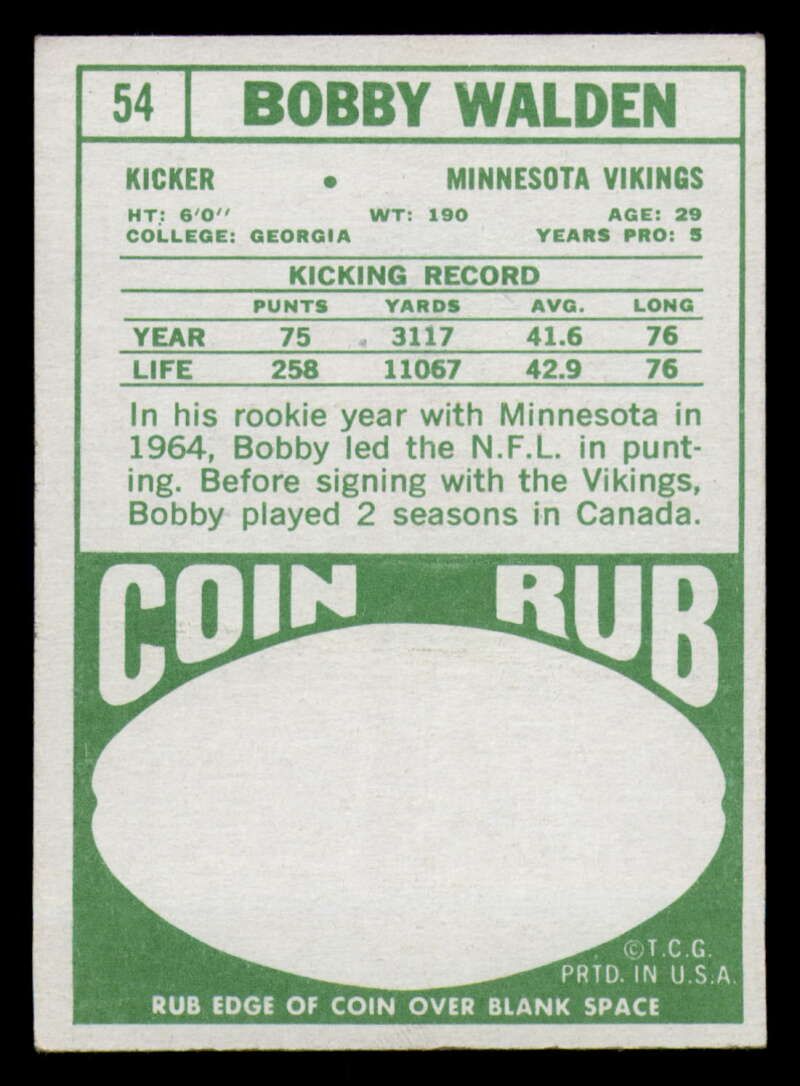 54 BOBBY WALDEN
KICKER • MINNESOTA VIKINGS
HT: 6'0'' WT: 190 AGE: 29
COLLEGE: GEORGIA YEARS PRO: 5
KICKING RECORD
PUNTS YARDS AVG. LONG
YEAR 75 3117 41.6 76
LIFE 258 11067 42.9 76
In his rookie year with Minnesota in
1964, Bobby led the N.F.L. in punt-
ing. Before signing with the Vikings,
Bobby played 2 seasons in Canada.
COIN RUB
©T.C.G.
PRTD. IN U.S.A.
RUB EDGE OF COIN OVER BLANK SPACE